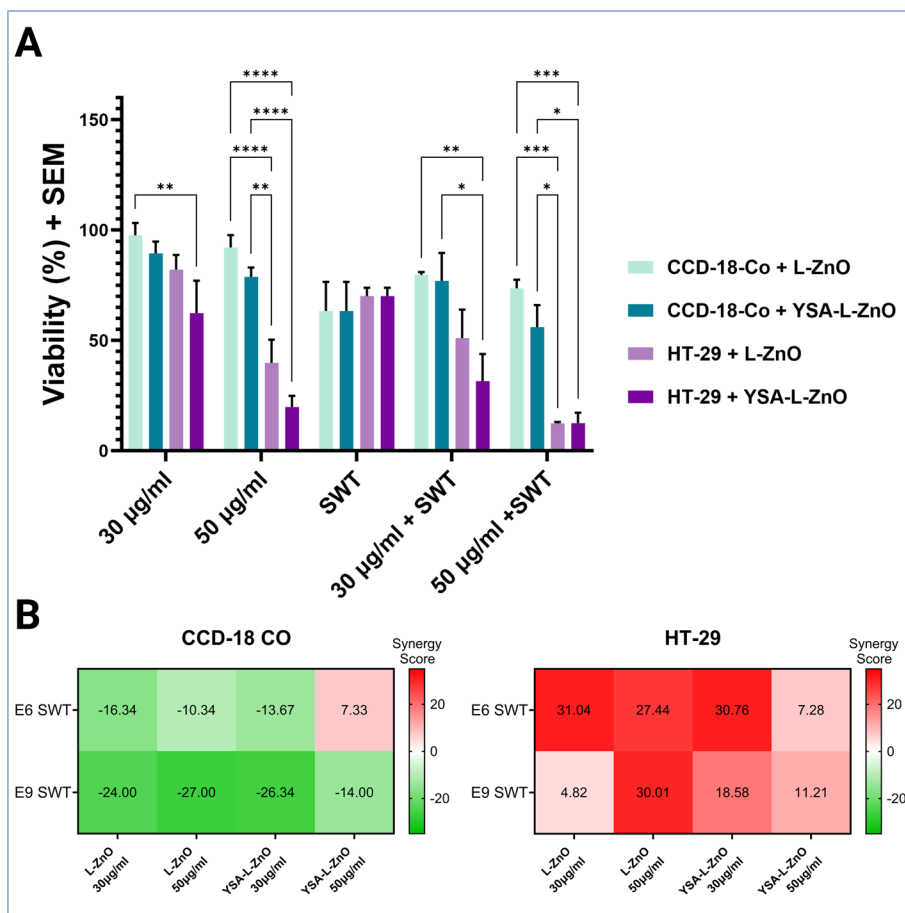 A
Viability (%) + SEM
150
100
50
0
**
****
****
****
**
**
*
***
*
***
*
30 µg/ml
50 µg/ml
SWT
30 µg/ml + SWT
50 µg/ml +SWT
CCD-18-Co + L-ZnO
CCD-18-Co + YSA-L-ZnO
HT-29 + L-ZnO
HT-29 + YSA-L-ZnO
B
CCD-18 CO
Synergy
Score
E6 SWT
-16.34
-10.34
-13.67
7.33
E9 SWT
-24.00
-27.00
-26.34
-14.00
20
0
-20
L-ZnO
30µg/ml
L-ZnO
50µg/ml
YSA-L-ZnO
30µg/ml
YSA-L-ZnO
50µg/ml
HT-29
Synergy
Score
E6 SWT
31.04
27.44
30.76
7.28
E9 SWT
4.82
30.01
18.58
11.21
20
0
-20
L-ZnO
30µg/ml
L-ZnO
50µg/ml
YSA-L-ZnO
30µg/ml
YSA-L-ZnO
50µg/ml